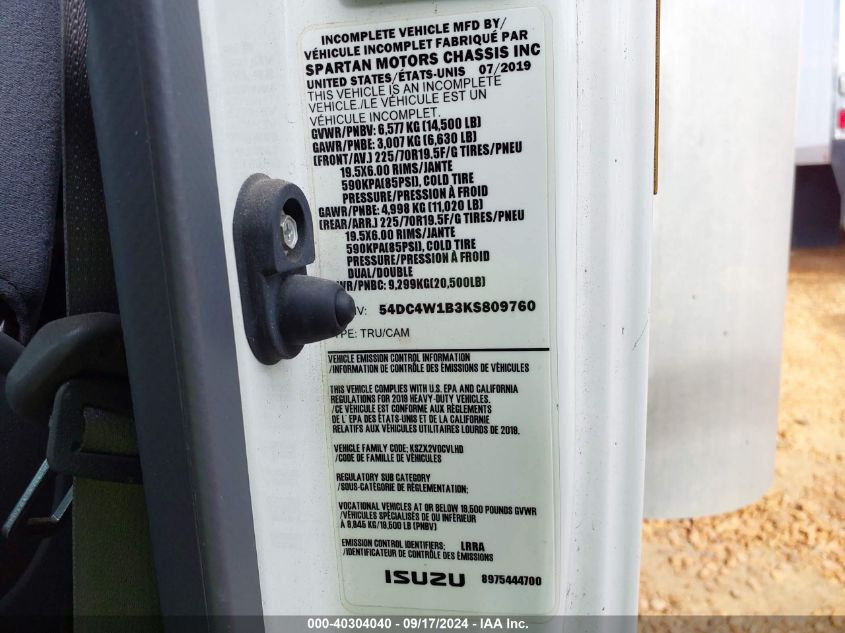 INCOMPLETE VEHICLE MFD BY/
VÉHICULE INCOMPLET FABRIQUÉ PAR
SPARTAN MOTORS CHASSIS INC
UNITED STATES/ÉTATS-UNIS 07/2019
THIS VEHICLE IS AN INCOMPLETE
VEHICLE./LE VÉHICULE EST UN
VÉHICULE INCOMPLET.
GVWR/PNBV: 6,577 KG (14,500 LB)
GAWR/PNBE: 3,007 KG (6,630 LB)
(FRONT/AV.) 225/70R19.5F/G TIRES/PNEU
19.5X6.00 RIMS/JANTE
590KPA(85PSI), COLD TIRE
PRESSURE/PRESSION À FROID
GAWR/PNBE: 4,998 KG (11,020 LB)
(REAR/ARR.) 225/70R19.5F/G TIRES/PNEU
19.5X6.00 RIMS/JANTE
590KPA(85PSI), COLD TIRE
PRESSURE/PRESSION À FROID
DUAL/DOUBLE
WR/PNBC: 9,299KG(20,500LB)
IV: 54DC4W1B3KS809760
PE: TRU/CAM
VEHICLE EMISSION CONTROL INFORMATION
/INFORMATION DE CONTRÔLE DES ÉMISSIONS DE VÉHICULES
THIS VEHICLE COMPLIES WITH U.S. EPA AND CALIFORNIA
REGULATIONS FOR 2019 HEAVY-DUTY VEHICLES.
/CE VÉHICULE EST CONFORME AUX RÈGLEMENTS
DE L' EPA DES ÉTATS-UNIS ET DE LA CALIFORNIE
RELATIFS AUX VÉHICULES UTILITAIRES LOURDS DE 2019.
VEHICLE FAMILY CODE: KSZX2VOCVLHD
/CODE DE FAMILLE DE VÉHICULES
REGULATORY SUB CATEGORY
/SOUS-CATÉGORIE DE RÉGLEMENTATION:
VOCATIONAL VEHICLES AT OR BELOW 19,500 POUNDS GVWR
/VÉHICULES SPÉCIALISÉS DE OU INFÉRIEUR
À 8,845 KG/19,500 LB (PNBV)
EMISSION CONTROL IDENTIFIERS: LRRA
/IDENTIFICATEUR DE CONTRÔLE DES ÉMISSIONS
ISUZU 8975444700
000-40304040 - 09/17/2024 - IAA Inc.